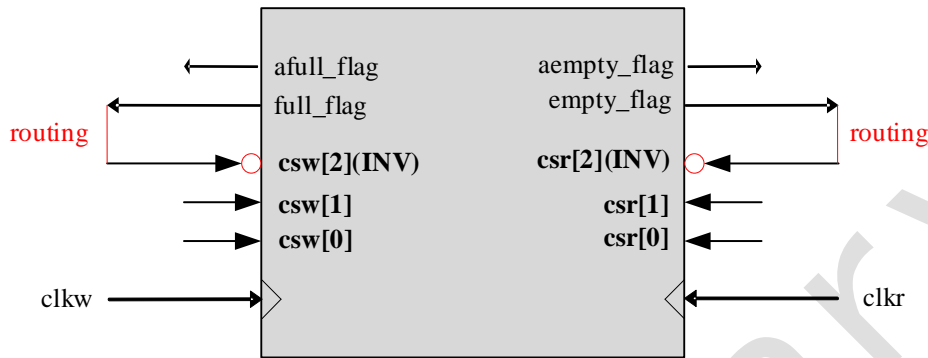 afull_flag
aempty_flag
full_flag
empty_flag
routing
routing
csw[2](INV)
csr[2](INV)
csw[1]
csr[1]
csw[0]
csr[0]
clkw
clkr